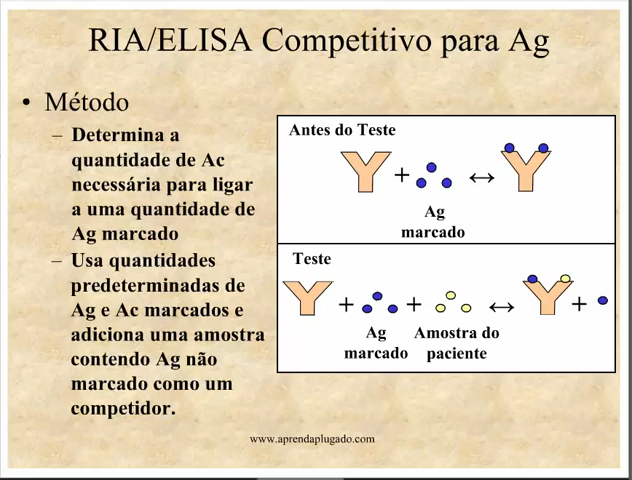 RIA/ELISA Competitivo para Ag
• Método
– Determina a
quantidade de Ac
necessária para ligar
a uma quantidade de
Ag marcado
– Usa quantidades
predeterminadas de
Ag e Ac marcados e
adiciona uma amostra
contendo Ag não
marcado como um
competidor.
Antes do Teste
+ ↔
Ag
marcado
Teste
+ + ↔ +
Ag
marcado
Amostra do
paciente
www.aprendaplugado.com